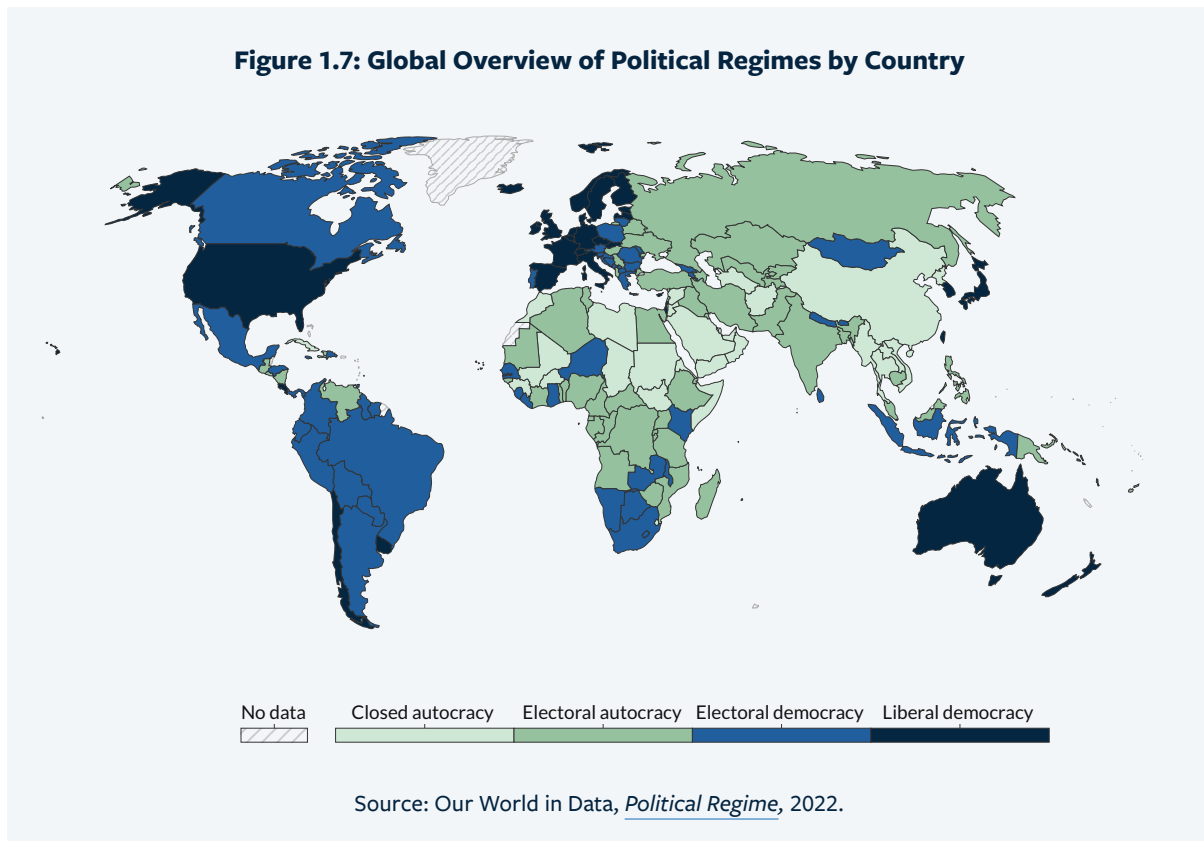 Figure 1.7: Global Overview of Political Regimes by Country
No data Closed autocracy Electoral autocracy Electoral democracy Liberal democracy
Source: Our World in Data, Political Regime, 2022.